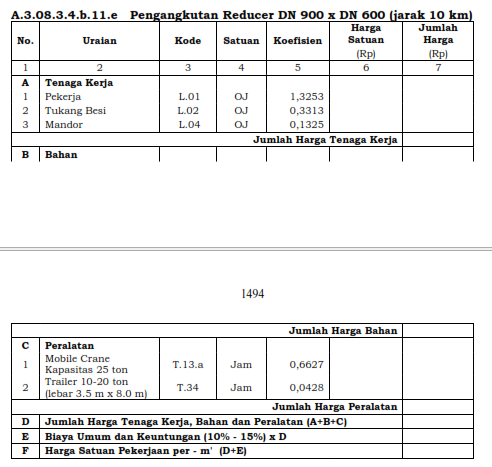 A.3.08.3.4.b.11.e Pengangkutan Reducer DN 900 x DN 600 (jarak 10 km)
No. Uraian Kode Satuan Koefisien Harga Satuan (Rp) Jumlah Harga (Rp)
1 2 3 4 5 6 7
A Tenaga Kerja
1 Pekerja L.01 OJ 1,3253
2 Tukang Besi L.02 OJ 0,3313
3 Mandor L.04 OJ 0,1325
Jumlah Harga Tenaga Kerja
B Bahan
1494
Jumlah Harga Bahan
C Peralatan
1 Mobile Crane Kapasitas 25 ton T.13.a Jam 0,6627
2 Trailer 10-20 ton (lebar 3.5 m x 8.0 m) T.34 Jam 0,0428
Jumlah Harga Peralatan
D Jumlah Harga Tenaga Kerja, Bahan dan Peralatan (A+B+C)
E Biaya Umum dan Keuntungan (10% - 15%) x D
F Harga Satuan Pekerjaan per - m' (D+E)